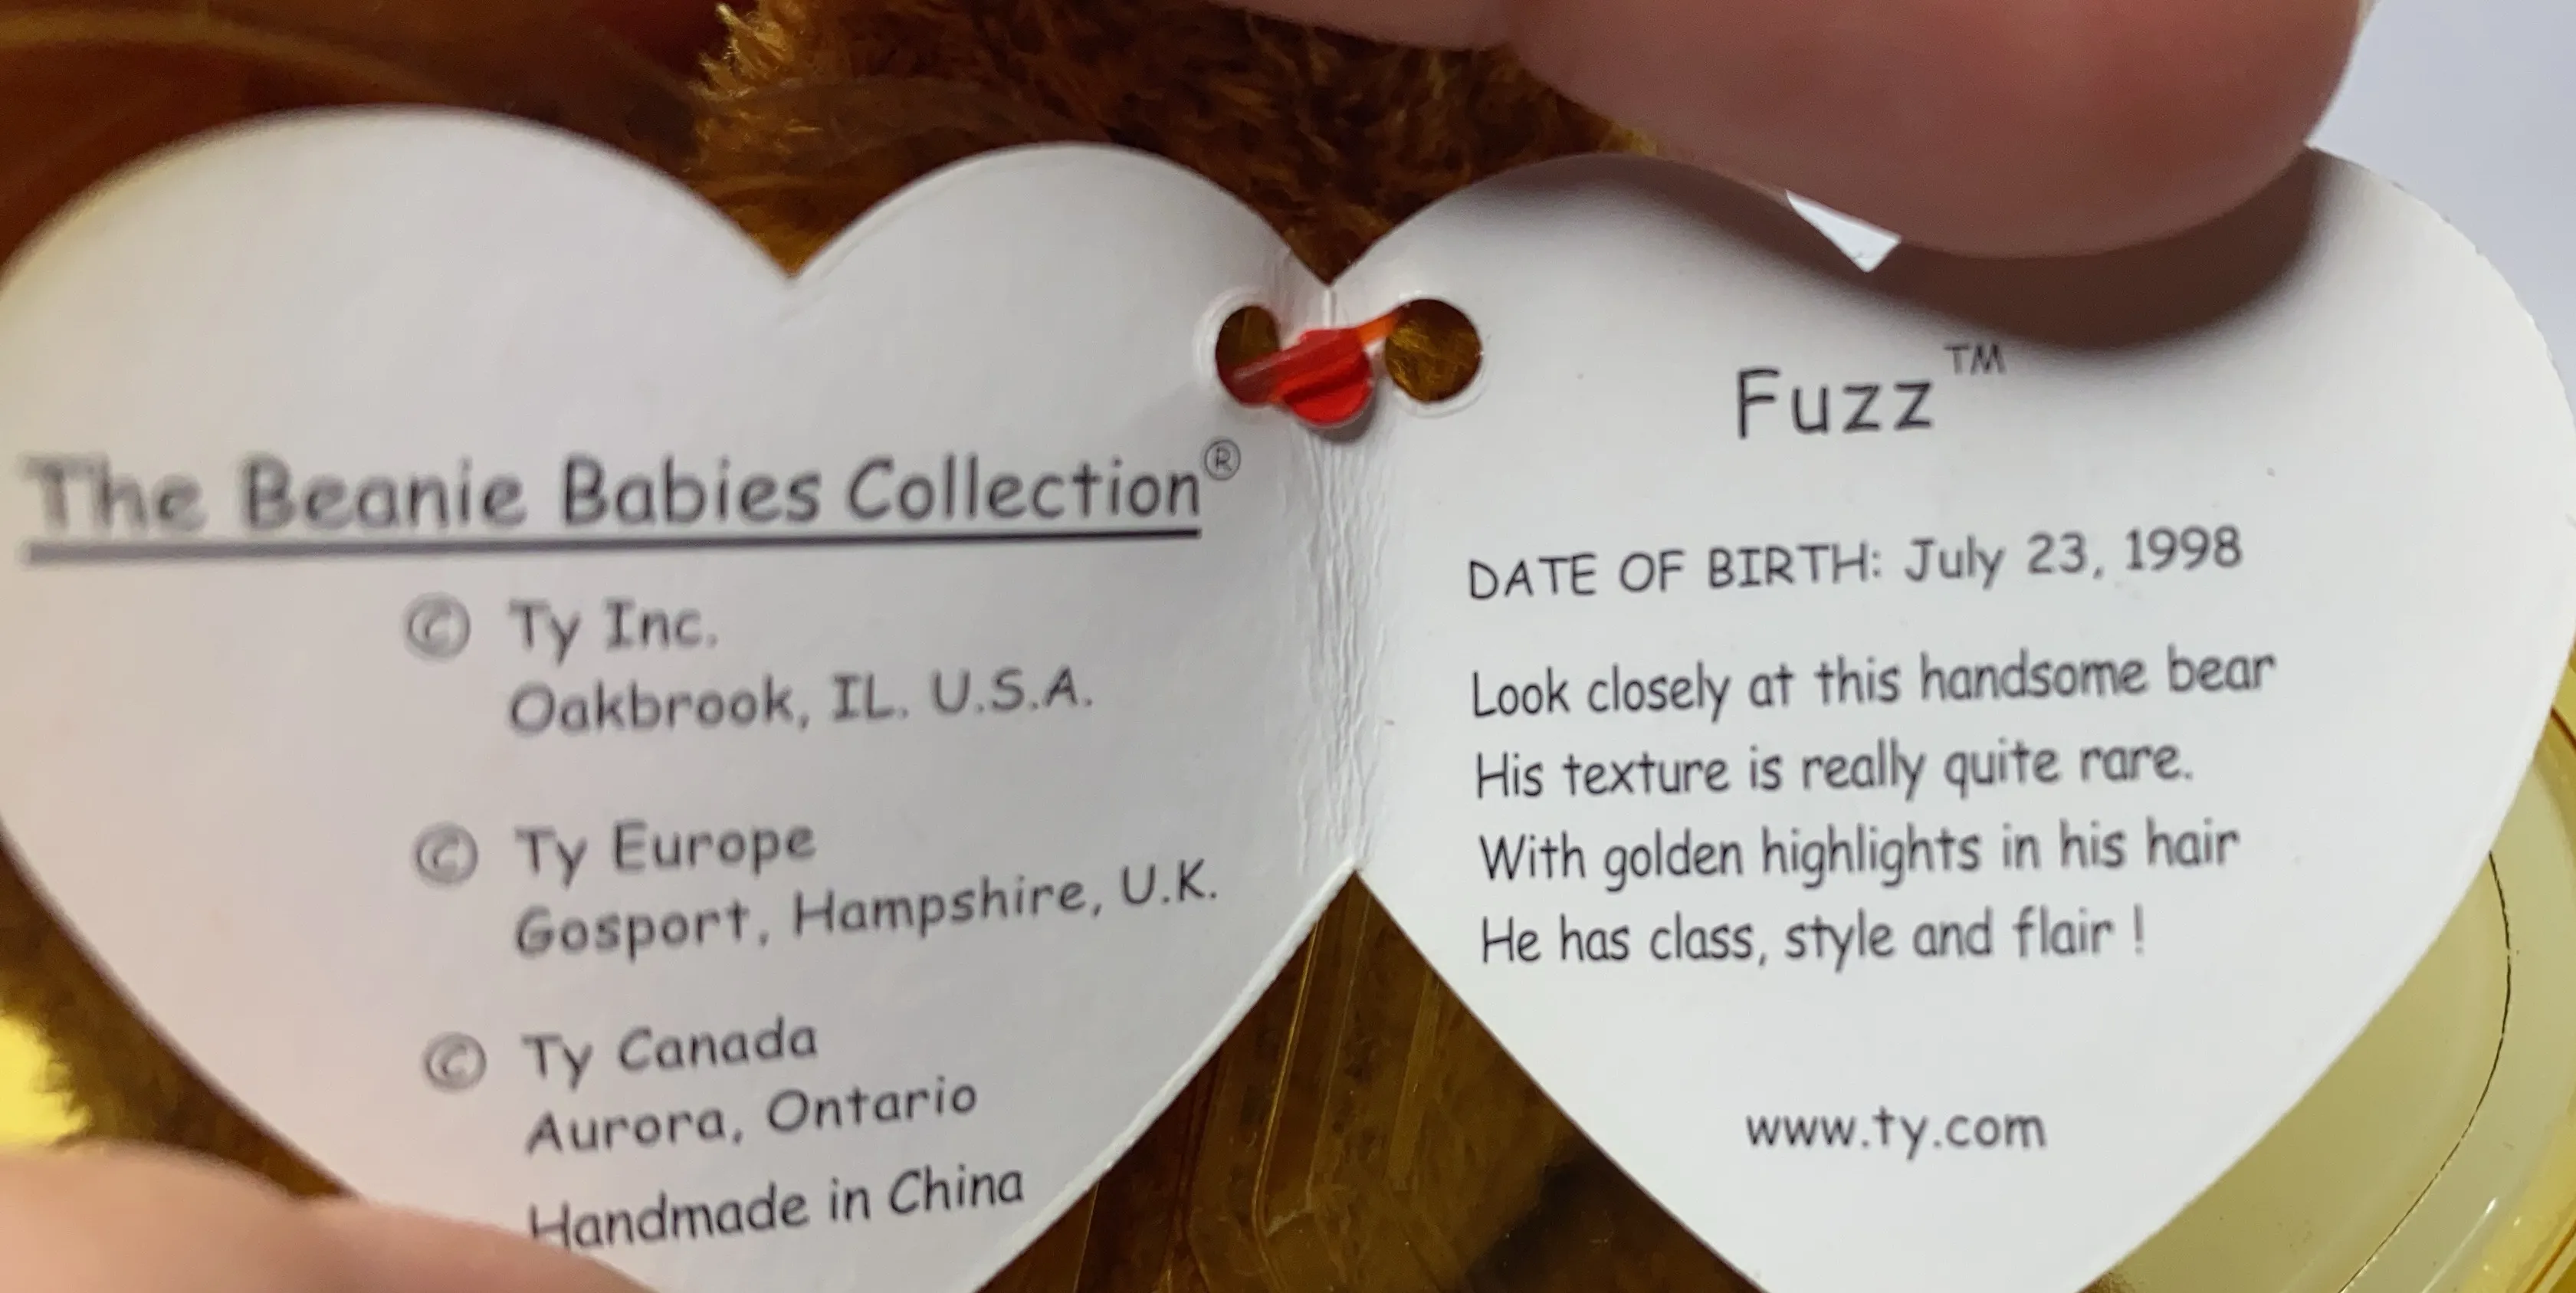 The Beanie Babies Collection®
© Ty Inc.
Oakbrook, IL. U.S.A.
© Ty Europe
Gosport, Hampshire, U.K.
© Ty Canada
Aurora, Ontario
Handmade in China
Fuzz™
DATE OF BIRTH: July 23, 1998
Look closely at this handsome bear
His texture is really quite rare.
With golden highlights in his hair
He has class, style and flair !
www.ty.com